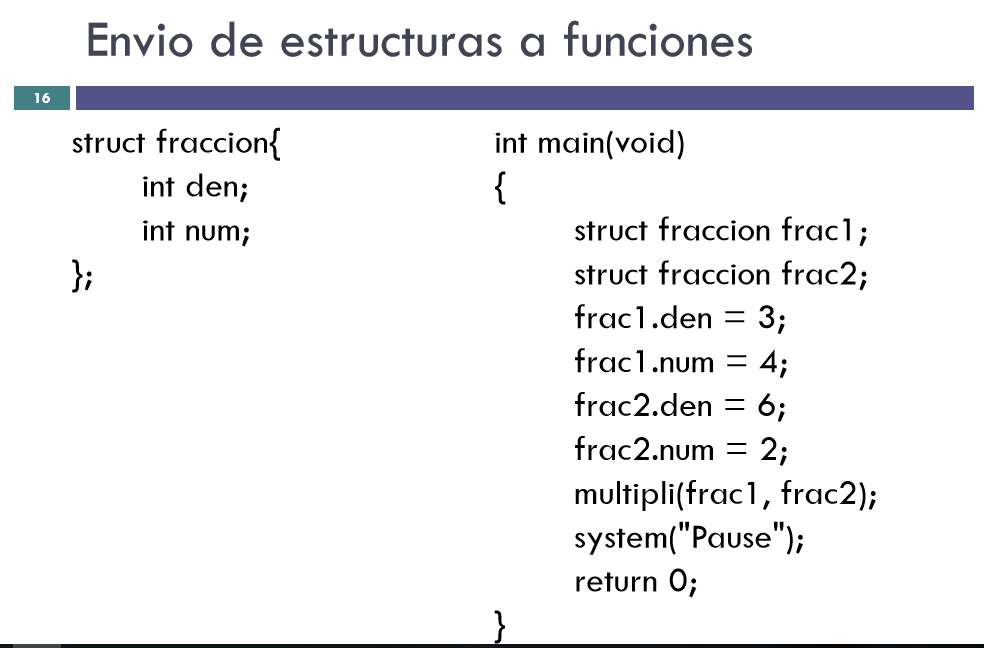 Envio de estructuras a funciones
16
struct fraccion{
int den;
int num;
};
int main(void)
{
struct fraccion frac1;
struct fraccion frac2;
frac1.den = 3;
frac1.num = 4;
frac2.den = 6;
frac2.num = 2;
multipli(frac1, frac2);
system("Pause");
return 0;
}